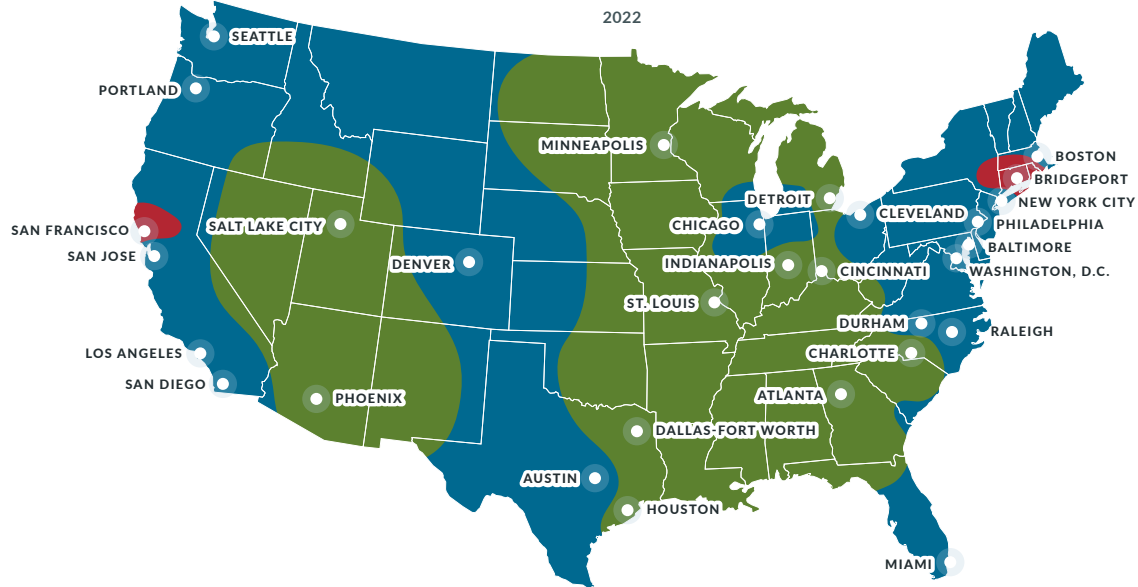 2022
SEATTLE
PORTLAND
MINNEAPOLIS
BOSTON
BRIDGEPORT
DETROIT
NEW YORK CITY
CLEVELAND
PHILADELPHIA
CHICAGO
SALT LAKE CITY
SAN FRANCISCO
BALTIMORE
SAN JOSE
DENVER
INDIANAPOLIS
CINCINNATI
WASHINGTON, D.C.
ST. LOUIS
DURHAM
RALEIGH
LOS ANGELES
CHARLOTTE
SAN DIEGO
PHOENIX
ATLANTA
DALLAS-FORT WORTH
AUSTIN
HOUSTON
MIAMI